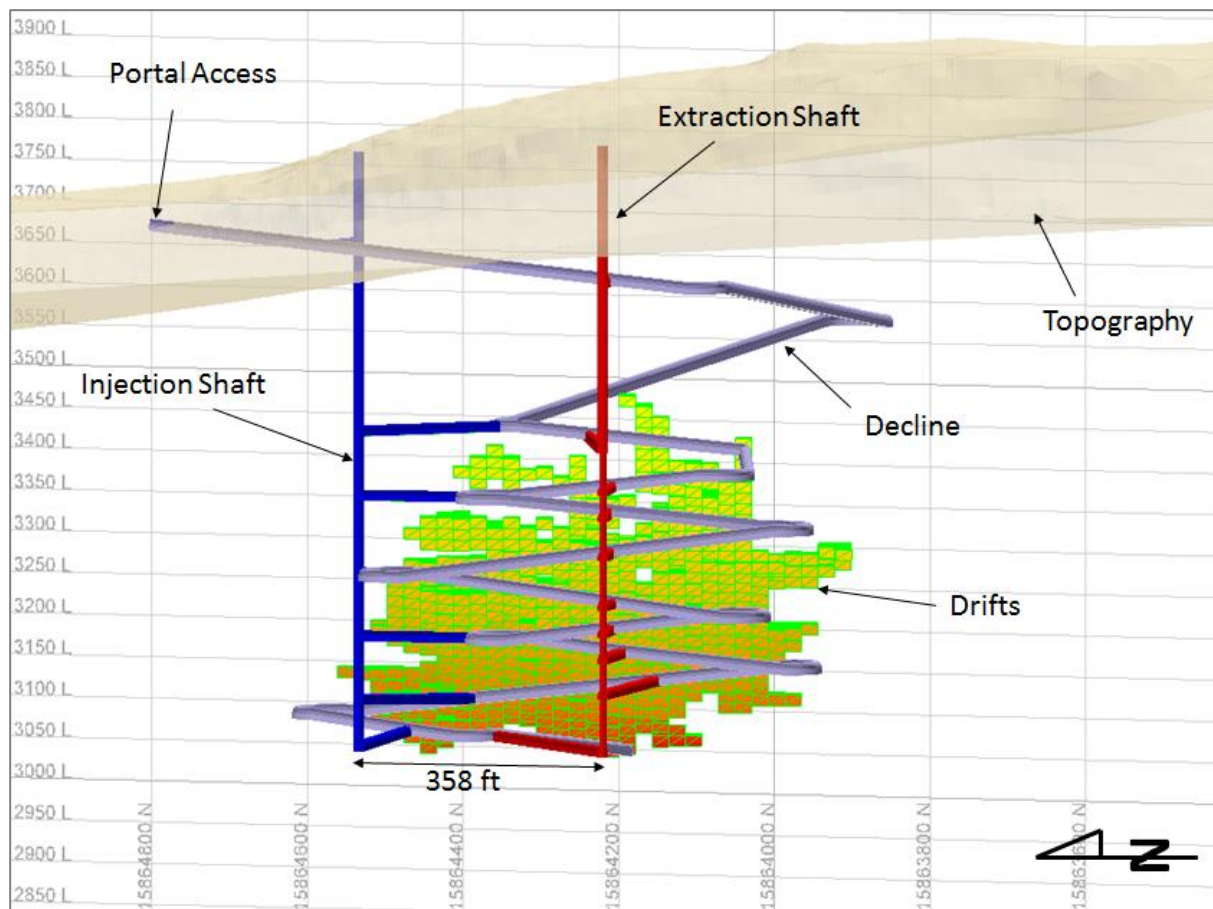 3900 L
3850 L
3800 L
3750 L
3700 L
3650 L
3600 L
3550 L
3500 L
3450 L
3400 L
3350 L
3300 L
3250 L
3200 L
3150 L
3100 L
3050 L
3000 L
2950 L
2900 L
2850 L
Portal Access
Extraction Shaft
Topography
Injection Shaft
Decline
Drifts
358 ft
15864800 N
15864600 N
15864400 N
15864200 N
15864000 N
15863800 N
15863600 N
N